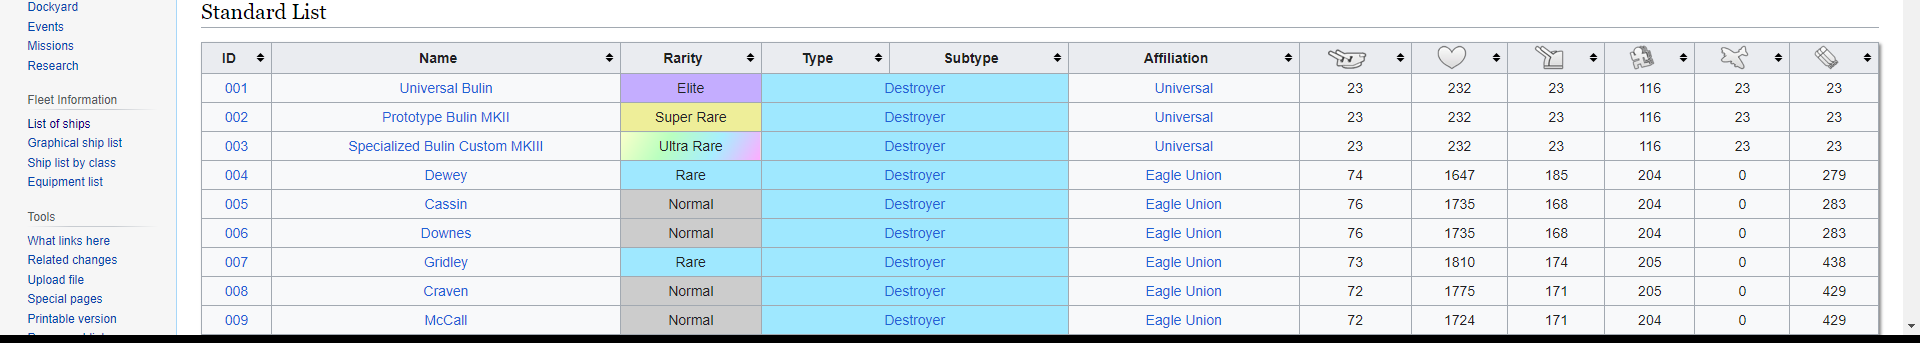 Dockyard
Events
Missions
Research
Fleet Information
List of ships
Graphical ship list
Ship list by class
Equipment list
Tools
What links here
Related changes
Upload file
Special pages
Printable version
Standard List
ID Name Rarity Type Subtype Affiliation
001 Universal Bulin Elite Destroyer Universal 23 232 23 116 23 23
002 Prototype Bulin MKII Super Rare Destroyer Universal 23 232 23 116 23 23
003 Specialized Bulin Custom MKIII Ultra Rare Destroyer Universal 23 232 23 116 23 23
004 Dewey Rare Destroyer Eagle Union 74 1647 185 204 0 279
005 Cassin Normal Destroyer Eagle Union 76 1735 168 204 0 283
006 Downes Normal Destroyer Eagle Union 76 1735 168 204 0 283
007 Gridley Rare Destroyer Eagle Union 73 1810 174 205 0 438
008 Craven Normal Destroyer Eagle Union 72 1775 171 205 0 429
009 McCall Normal Destroyer Eagle Union 72 1724 171 204 0 429